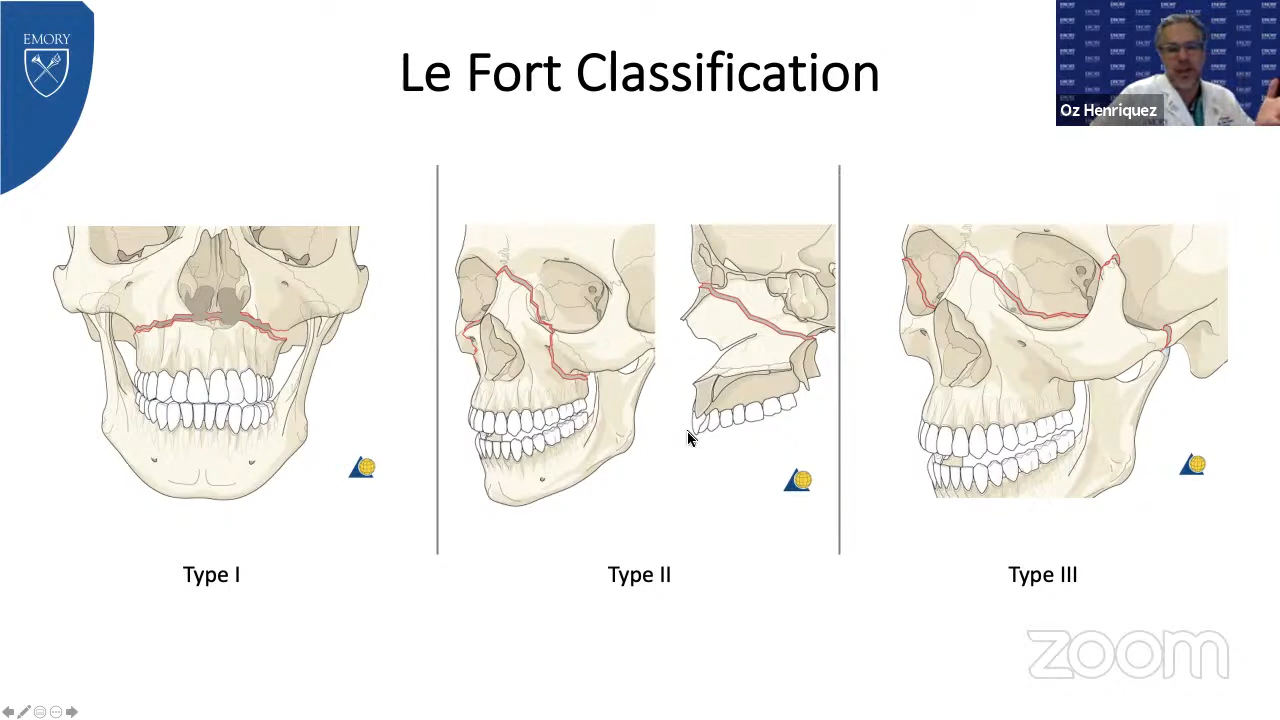 EMORY
Le Fort Classification
Oz Henriquez
Type I
Type II
Type III
zoom